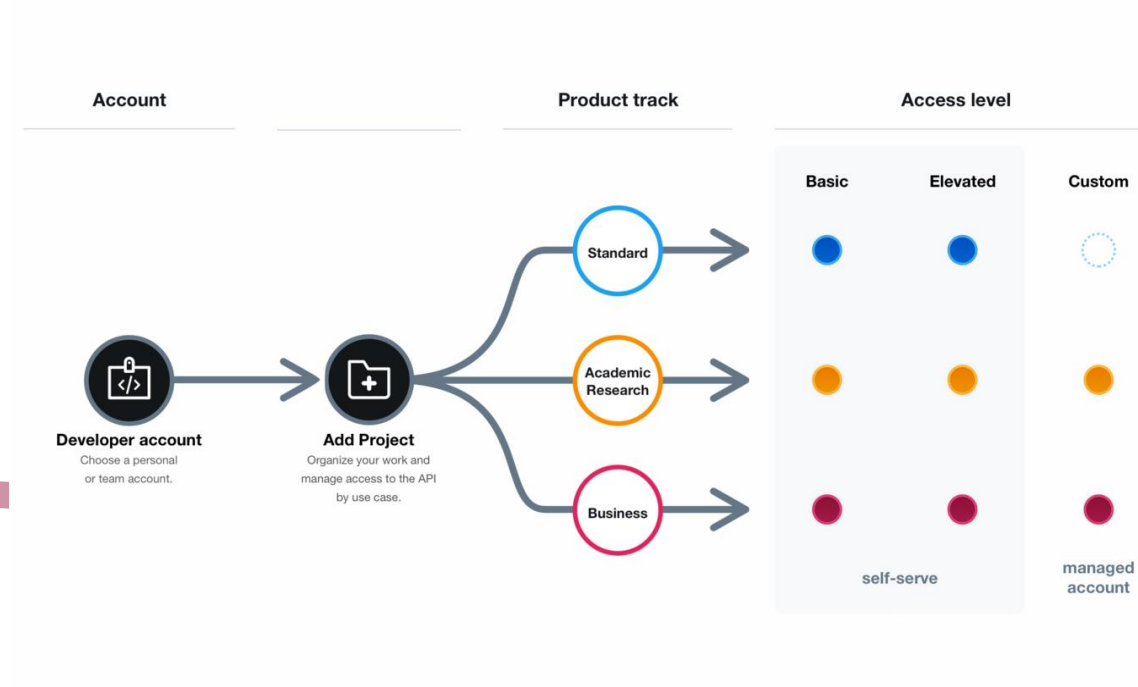 Account
Product track
Access level
Basic
Elevated
Custom
Standard
</>
Developer account
Choose a personal
or team account.
Add Project
Organize your work and
manage access to the API
by use case.
Academic
Research
Business
self-serve
managed
account